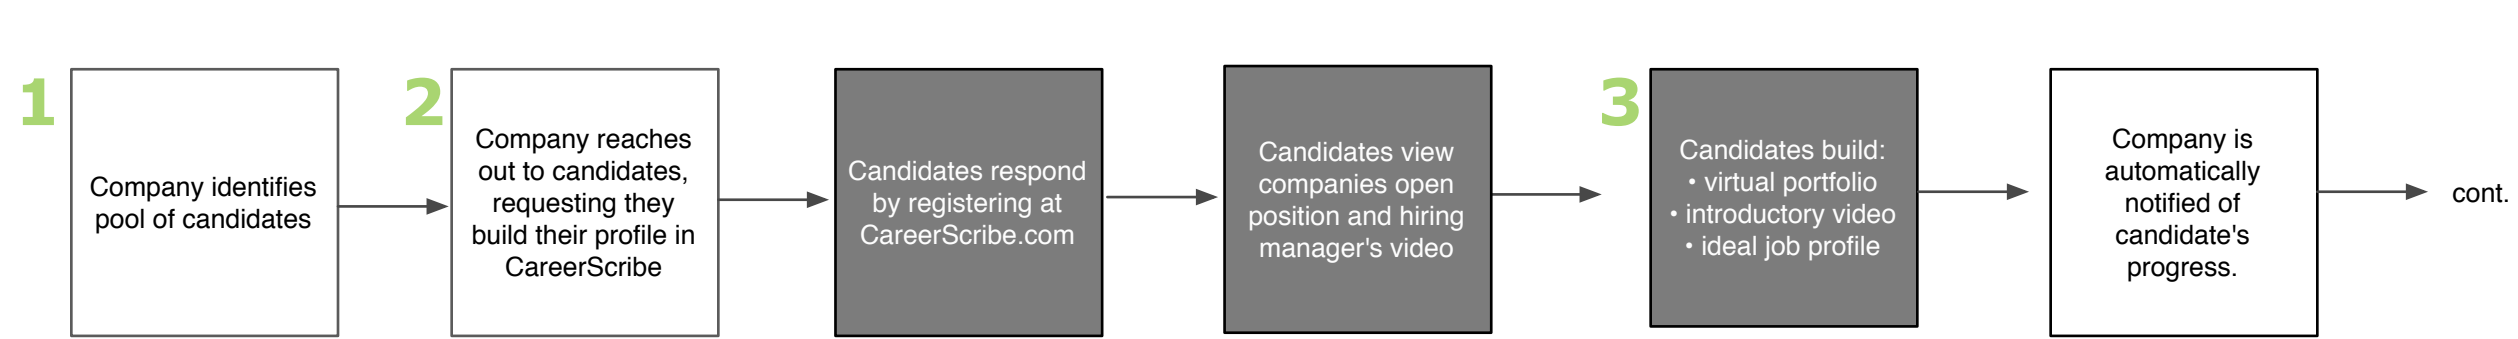 1
Company identifies
pool of candidates
2
Company reaches
out to candidates,
requesting they
build their profile in
CareerScribe
Candidates respond
by registering at
CareerScribe.com
Candidates view
companies open
position and hiring
manager's video
3
Candidates build:
• virtual portfolio
• introductory video
• ideal job profile
Company is
automatically
notified of
candidate's
progress.
cont.